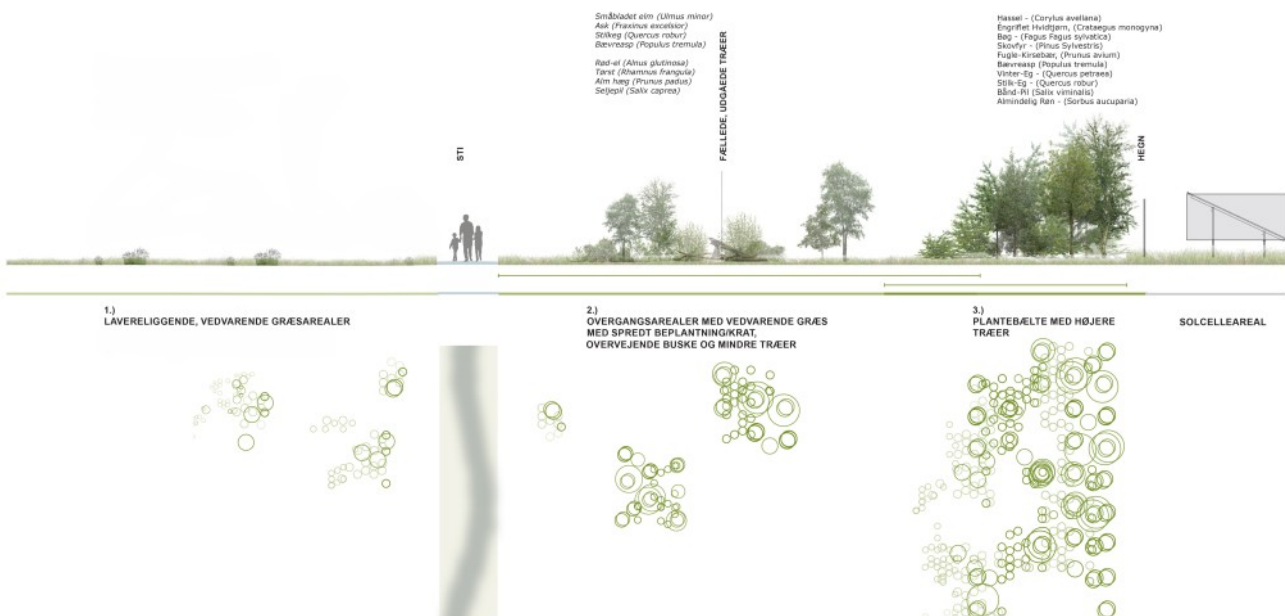 Småbladet elm (Ulmus minor)
Ask (Fraxinus excelsior)
Stilkeg (Quercus robur)
Bævreasp (Populus tremula)
Rød-el (Alnus glutinosa)
Tørst (Rhamnus frangula)
Alm hæg (Prunus padus)
Seljepil (Salix caprea)
FÆLLEDE, UDGÅEDE TRÆER
Hassel - (Corylus avellana)
Engriflet Hvidtjørn, (Crataegus monogyna)
Bøg - (Fagus Fagus sylvatica)
Skovfyr - (Pinus Sylvestris)
Fugle-Kirsebær, (Prunus avium)
Bævreasp (Populus tremula)
Vinter-Eg - (Quercus petraea)
Stilk-Eg - (Quercus robur)
Bånd-Pil (Salix viminalis)
Almindelig Røn - (Sorbus aucuparia)
STI
HEGN
1.)
LAVERELIGGENDE, VEDVARENDE GRÆSAREALER
2.)
OVERGANGSAREALER MED VEDVARENDE GRÆS
MED SPREDT BEPLANTNING/KRAT,
OVERVEJENDE BUSKE OG MINDRE TRÆER
3.)
PLANTEBÆLTE MED HØJERE
TRÆER
SOLCELLEAREAL